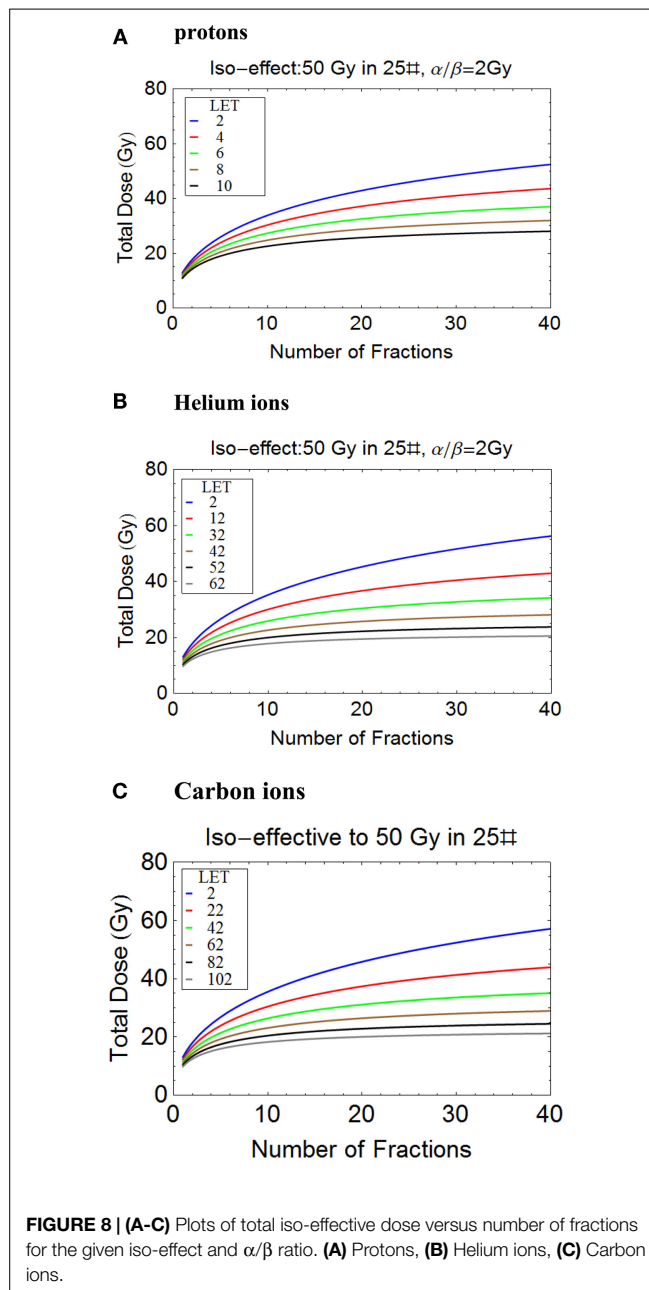 A protons
Iso−effect:50 Gy in 25⌗, α/β=2Gy
80
60
40
20
0
Total Dose (Gy)
LET
2
4
6
8
10
0 10 20 30 40
Number of Fractions
B Helium ions
Iso−effect:50 Gy in 25⌗, α/β=2Gy
80
60
40
20
0
Total Dose (Gy)
LET
2
12
32
42
52
62
0 10 20 30 40
Number of Fractions
C Carbon ions
Iso−effective to 50 Gy in 25⌗
80
60
40
20
0
Total Dose (Gy)
LET
2
22
42
62
82
102
0 10 20 30 40
Number of Fractions
FIGURE 8 | (A-C) Plots of total iso-effective dose versus number of fractions
for the given iso-effect and α/β ratio. (A) Protons, (B) Helium ions, (C) Carbon
ions.